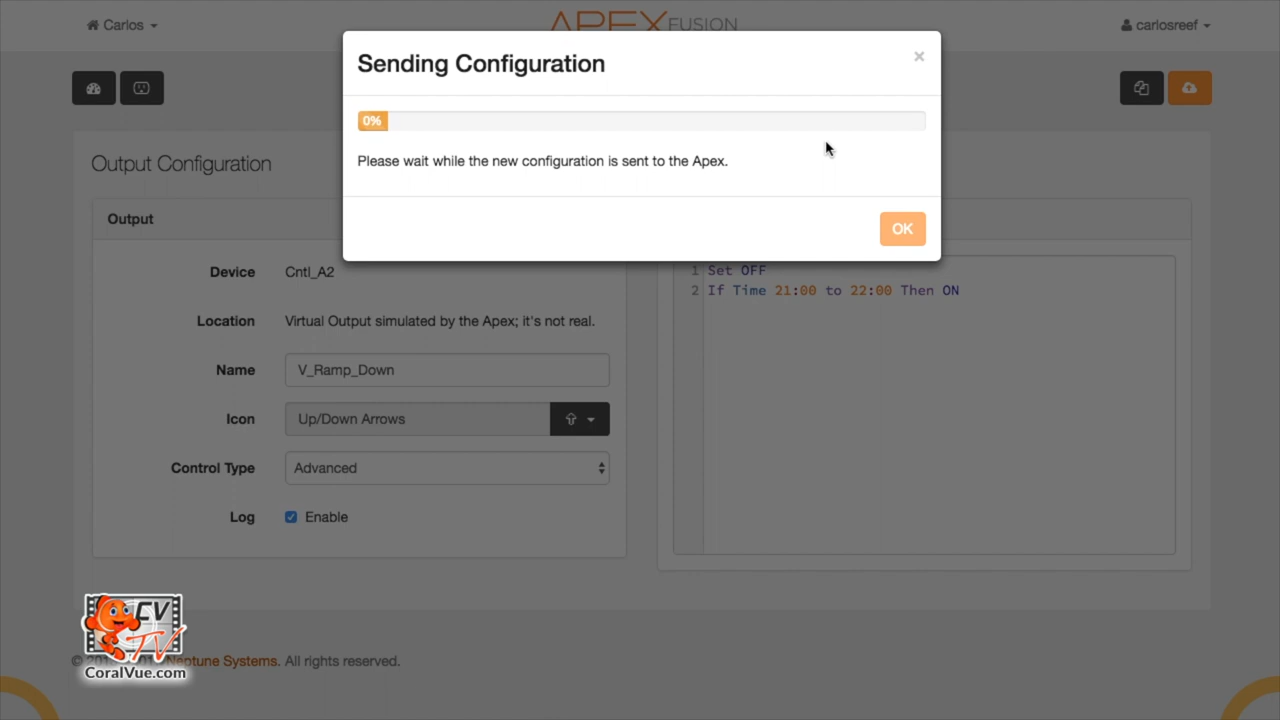 Carlos
APEX FUSION
carlosreef
Sending Configuration
×
0%
Please wait while the new configuration is sent to the Apex.
OK
Output Configuration
Output
Device Cntl_A2
Location Virtual Output simulated by the Apex; it's not real.
Name V_Ramp_Down
Icon Up/Down Arrows
Control Type Advanced
Log Enable
1 Set OFF
2 If Time 21:00 to 22:00 Then ON
CV
TV
CoralVue.com
Neptune Systems. All rights reserved.